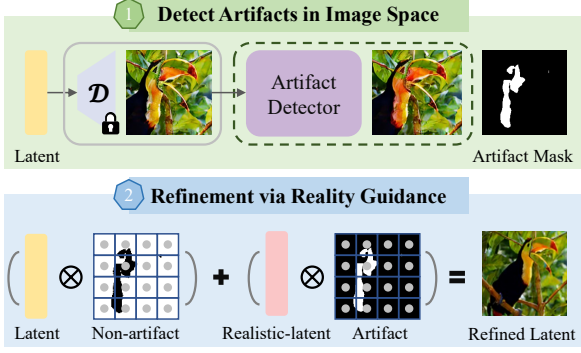 1 Detect Artifacts in Image Space
D
Artifact
Detector
Latent
Artifact Mask
2 Refinement via Reality Guidance
( ⊗ ) + ( ⊗ ) =
Latent Non-artifact Realistic-latent Artifact Refined Latent